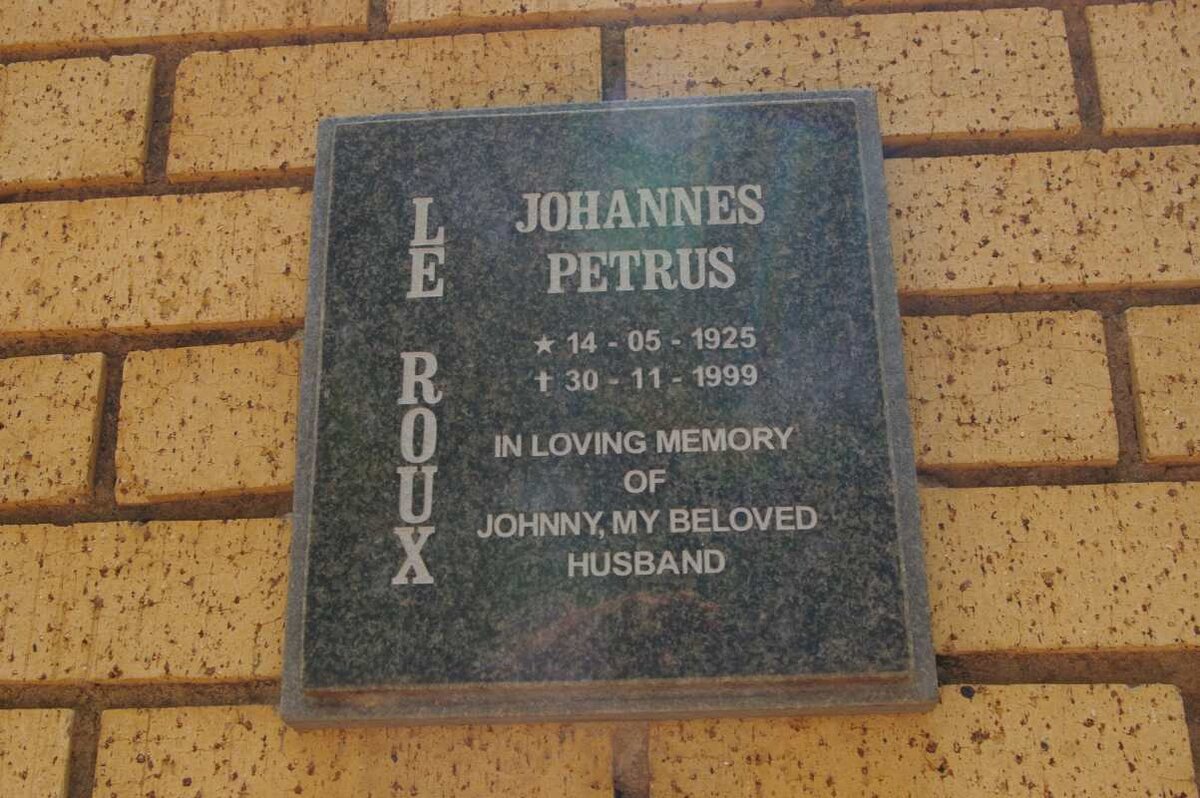 LE ROUX
JOHANNES
PETRUS
★ 14 - 05 - 1925
✝ 30 - 11 - 1999
IN LOVING MEMORY
OF
JOHNNY, MY BELOVED
HUSBAND